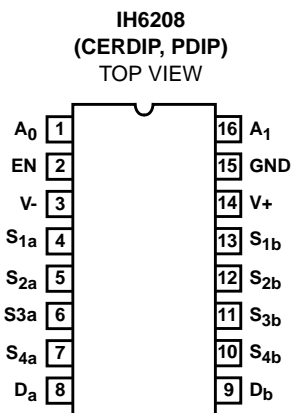 IH6208
(CERDIP, PDIP)
TOP VIEW
A0 1 16 A1
EN 2 15 GND
V- 3 14 V+
S1a 4 13 S1b
S2a 5 12 S2b
S3a 6 11 S3b
S4a 7 10 S4b
Da 8 9 Db